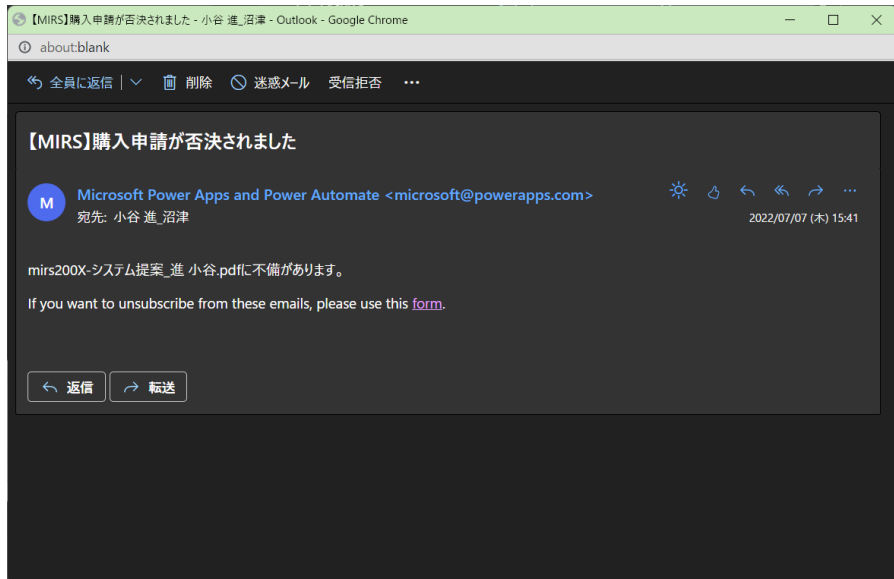 【MIRS】購入申請が否決されました - 小谷 進_沼津 - Outlook - Google Chrome
about:blank
全員に返信 削除 迷惑メール 受信拒否 …
【MIRS】購入申請が否決されました
M
Microsoft Power Apps and Power Automate <microsoft@powerapps.com>
宛先: 小谷 進_沼津
2022/07/07 (木) 15:41
mirs200X-システム提案_進 小谷.pdfに不備があります。
If you want to unsubscribe from these emails, please use this form.
返信 転送